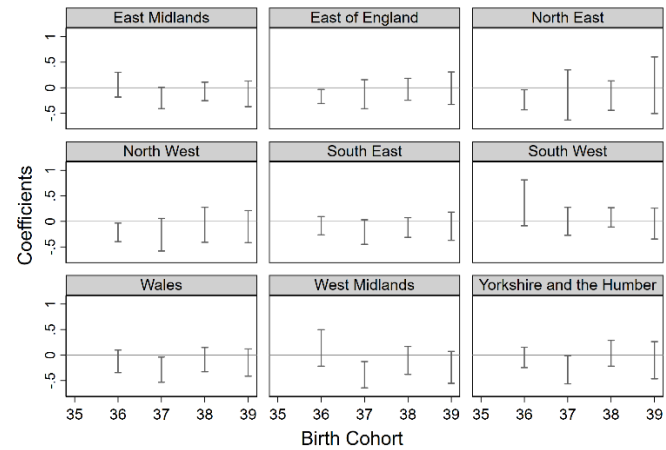 East Midlands East of England North East
1
.5
0
-.5
North West South East South West
1
.5
0
-.5
Coefficients
Wales West Midlands Yorkshire and the Humber
1
.5
0
-.5
35 36 37 38 39 35 36 37 38 39 35 36 37 38 39
Birth Cohort